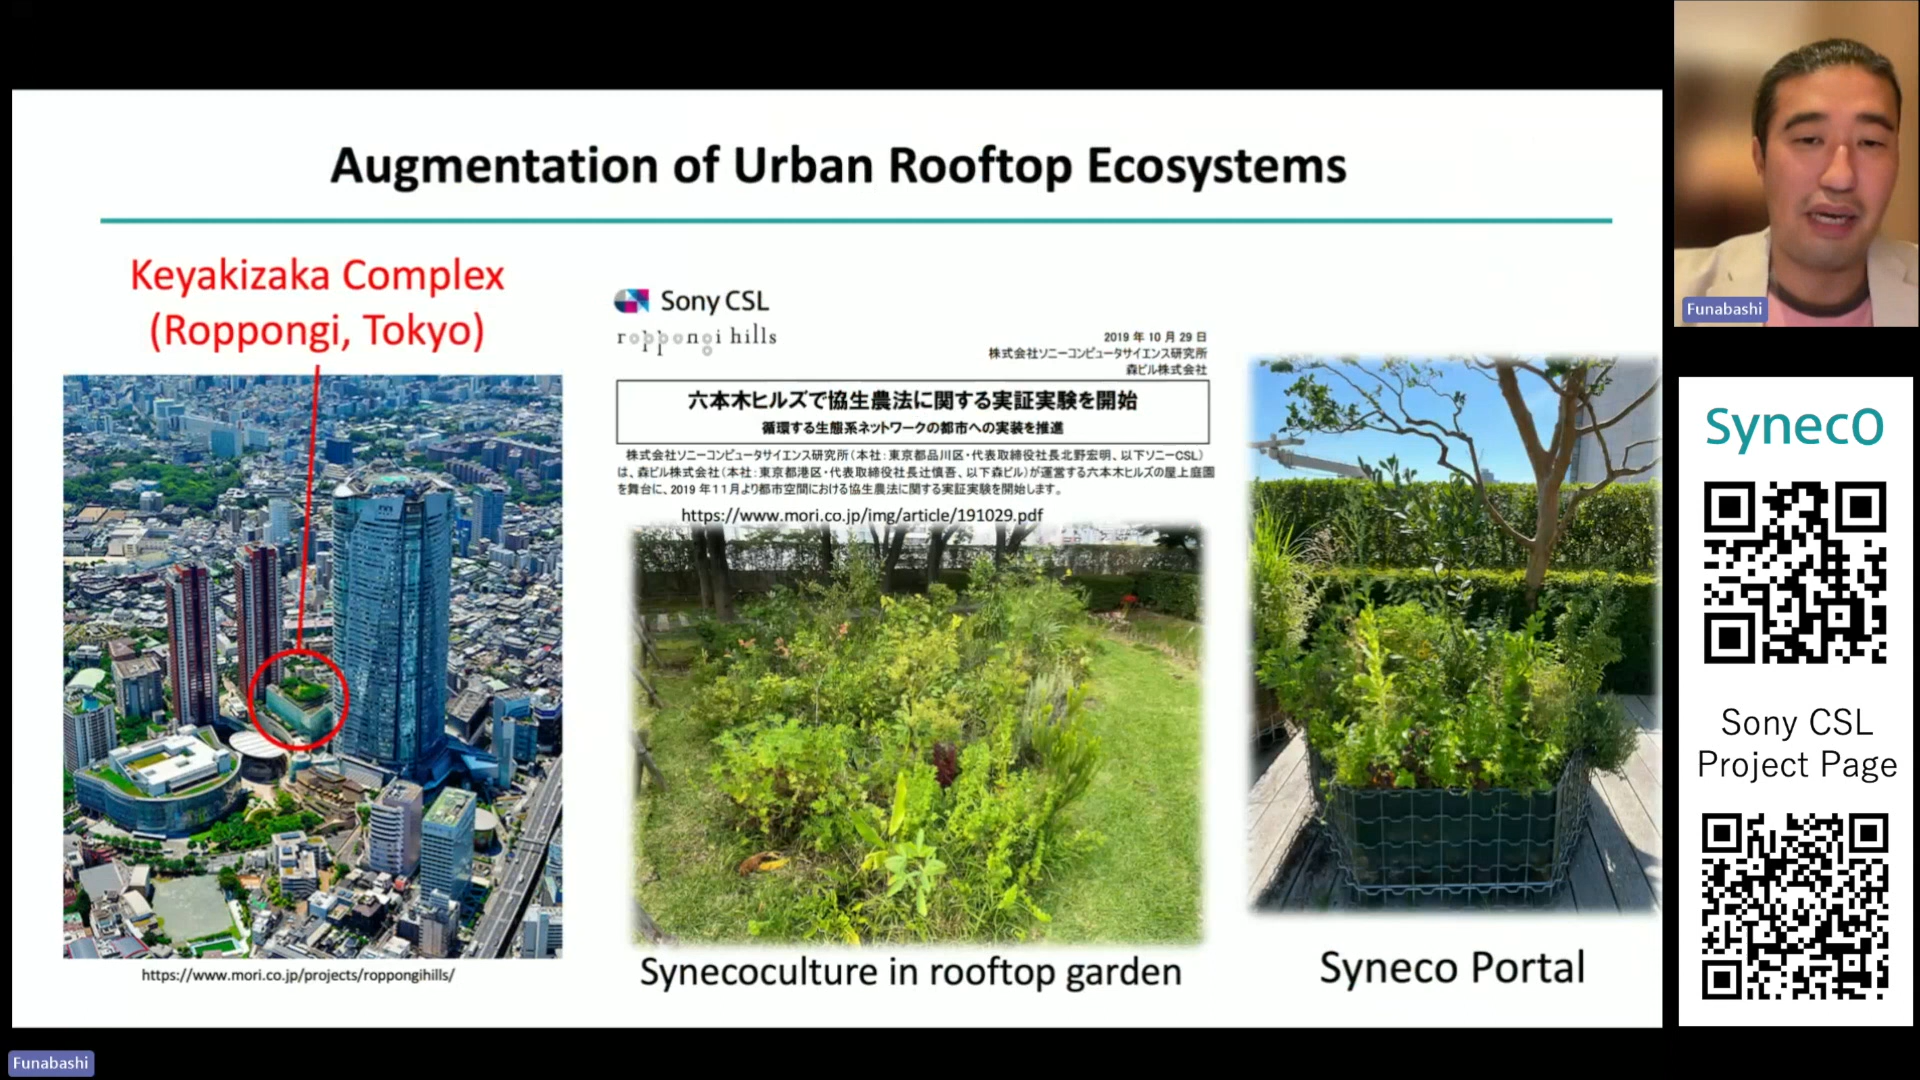 Augmentation of Urban Rooftop Ecosystems
Keyakizaka Complex
(Roppongi, Tokyo)
https://www.mori.co.jp/projects/roppongihills/
Sony CSL
roppongi hills
2019 年 10 月 29 日
株式会社ソニーコンピュータサイエンス研究所
森ビル株式会社
六本木ヒルズで協生農法に関する実証実験を開始
循環する生態系ネットワークの都市への実装を推進
株式会社ソニーコンピュータサイエンス研究所（本社：東京都品川区・代表取締役社長北野宏明、以下ソニーCSL）
は、森ビル株式会社（本社：東京都港区・代表取締役社長辻慎吾、以下森ビル）が運営する六本木ヒルズの屋上庭園
を舞台に、2019 年11月より都市空間における協生農法に関する実証実験を開始します。
https://www.mori.co.jp/img/article/191029.pdf
Synecoculture in rooftop garden
Syneco Portal
Funabashi
Syneco
Sony CSL
Project Page
Funabashi